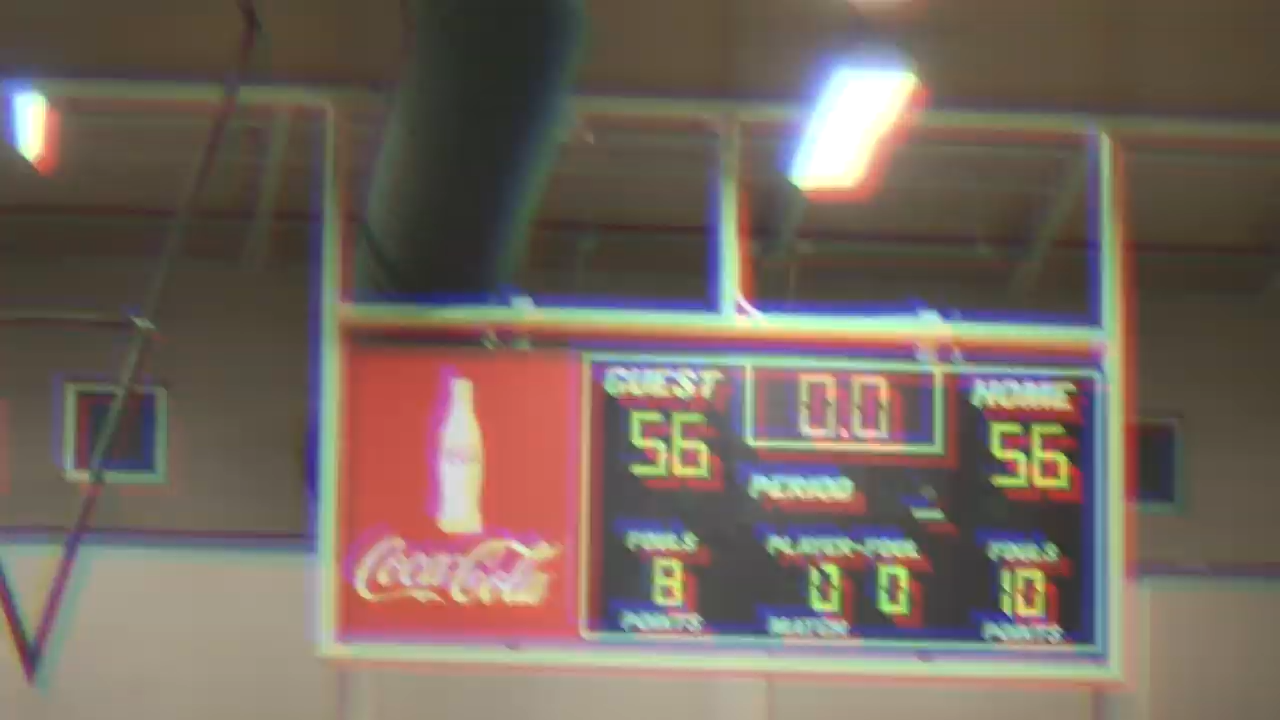 Coca-Cola
GUEST
56
0.0
HOME
56
PERIOD
FOULS
8
PLAYER-FOUL
0 0
FOULS
10
POINTS
MATCH
POINTS